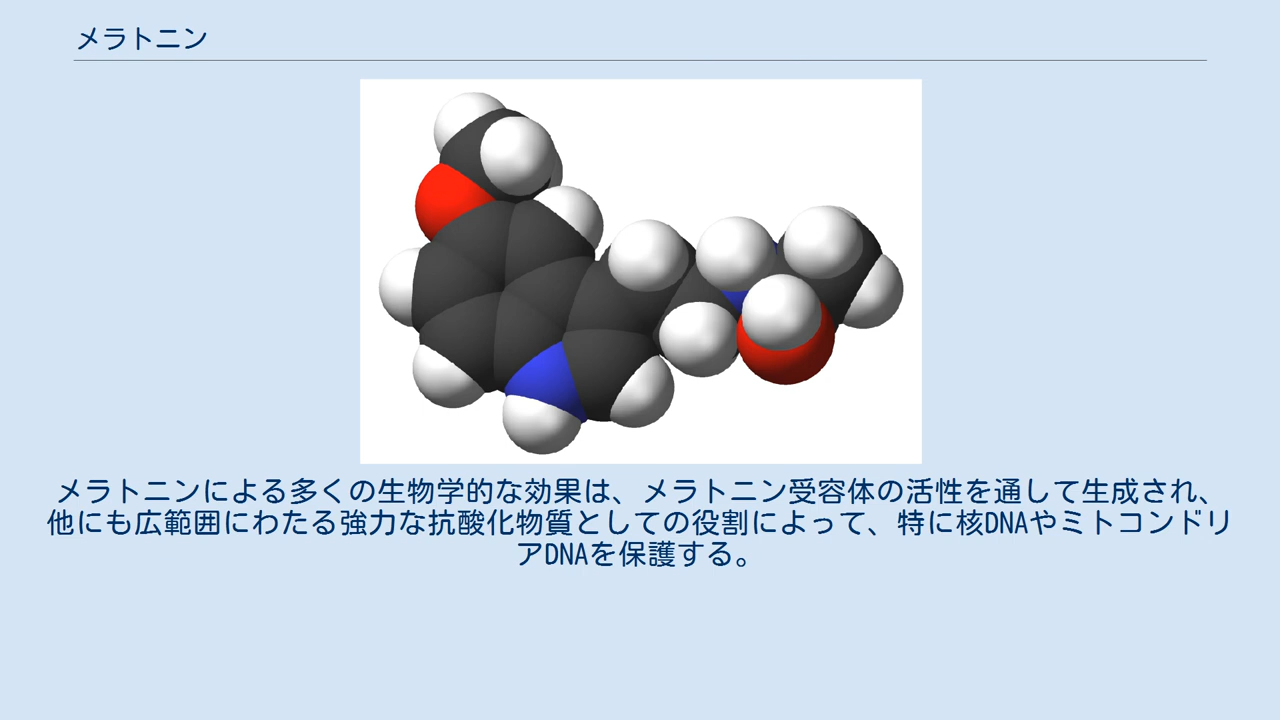 メラトニン
メラトニンによる多くの生物学的な効果は、メラトニン受容体の活性を通して生成され、
他にも広範囲にわたる強力な抗酸化物質としての役割によって、特に核DNAやミトコンドリ
アDNAを保護する。